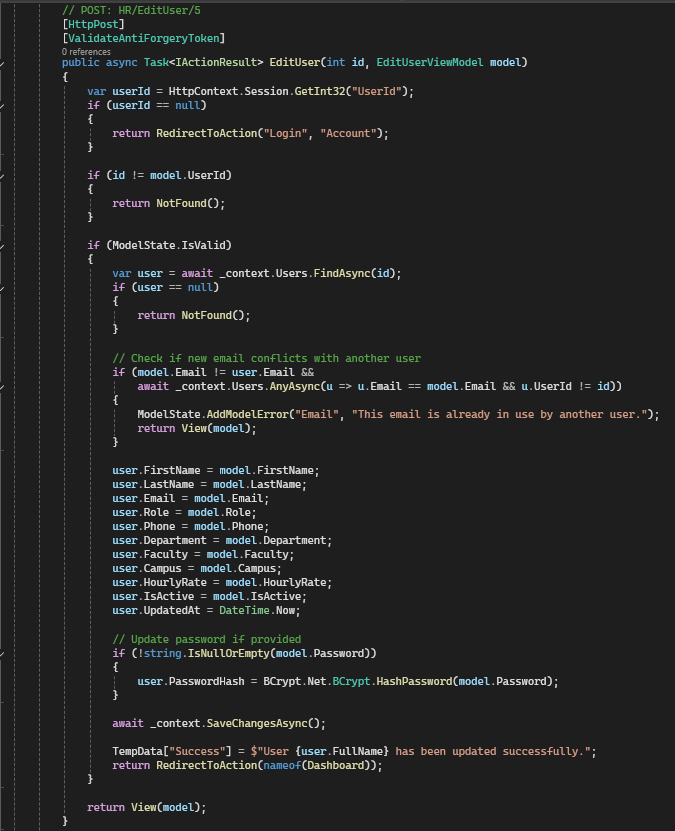 // POST: HR/EditUser/5
[HttpPost]
[ValidateAntiForgeryToken]
0 references
public async Task<IActionResult> EditUser(int id, EditUserViewModel model)
{
    var userId = HttpContext.Session.GetInt32("UserId");
    if (userId == null)
    {
        return RedirectToAction("Login", "Account");
    }

    if (id != model.UserId)
    {
        return NotFound();
    }

    if (ModelState.IsValid)
    {
        var user = await _context.Users.FindAsync(id);
        if (user == null)
        {
            return NotFound();
        }

        // Check if new email conflicts with another user
        if (model.Email != user.Email &&
            await _context.Users.AnyAsync(u => u.Email == model.Email && u.UserId != id))
        {
            ModelState.AddModelError("Email", "This email is already in use by another user.");
            return View(model);
        }

        user.FirstName = model.FirstName;
        user.LastName = model.LastName;
        user.Email = model.Email;
        user.Role = model.Role;
        user.Phone = model.Phone;
        user.Department = model.Department;
        user.Faculty = model.Faculty;
        user.Campus = model.Campus;
        user.HourlyRate = model.HourlyRate;
        user.IsActive = model.IsActive;
        user.UpdatedAt = DateTime.Now;

        // Update password if provided
        if (!string.IsNullOrEmpty(model.Password))
        {
            user.PasswordHash = BCrypt.Net.BCrypt.HashPassword(model.Password);
        }

        await _context.SaveChangesAsync();

        TempData["Success"] = $"User {user.FullName} has been updated successfully.";
        return RedirectToAction(nameof(Dashboard));
    }

    return View(model);
}